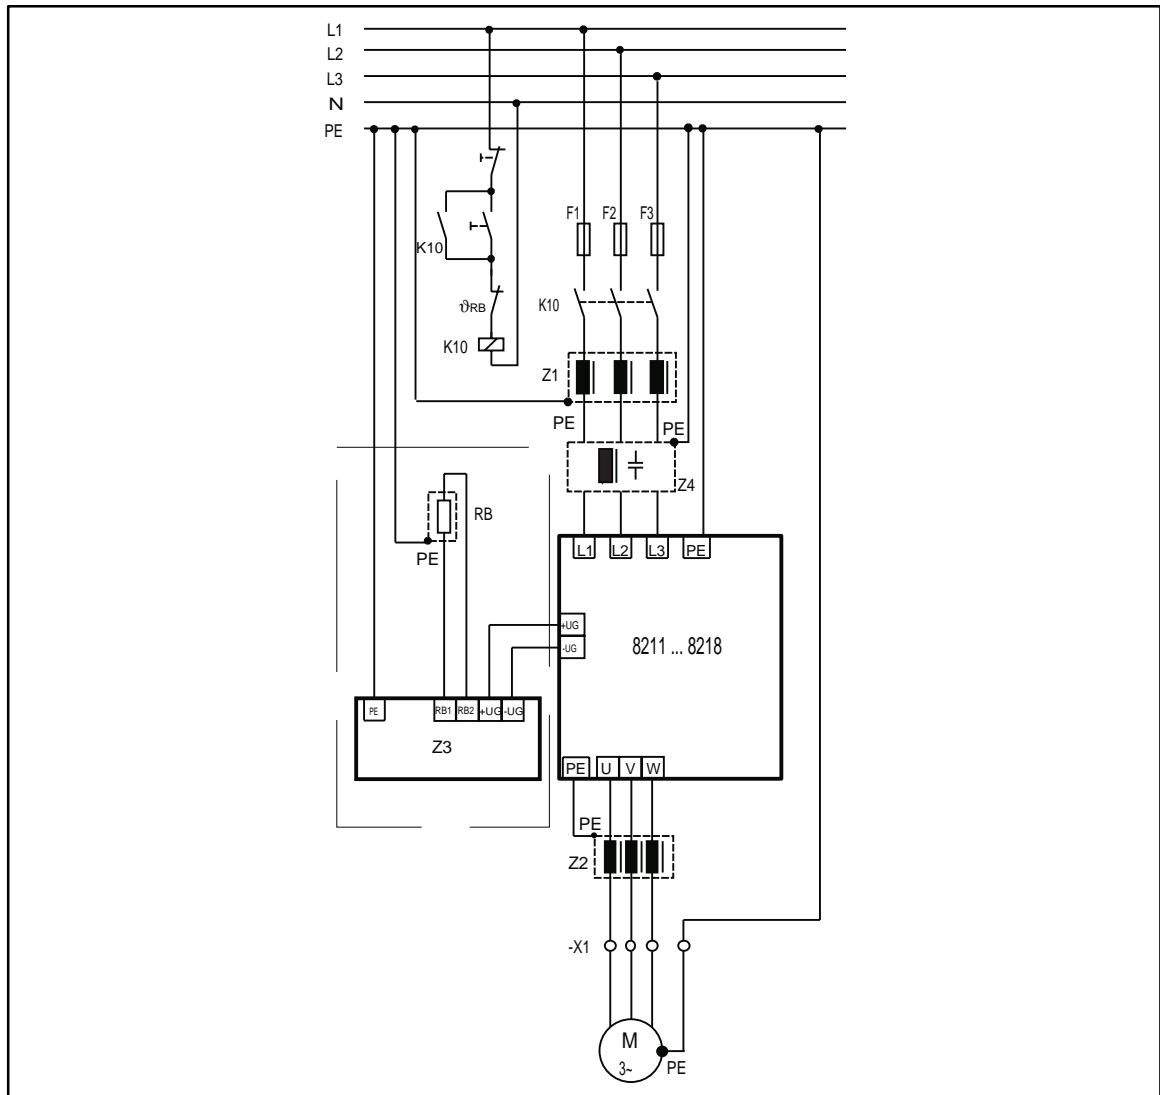 L1
L2
L3
N
PE
F1 F2 F3
K10
ϑRB
K10
K10
Z1
PE
PE
Z4
RB
PE
L1 L2 L3 PE
+UG
-UG
8211 ... 8218
PE RB1 RB2 +UG -UG
Z3
PE U V W
PE
Z2
-X1
M
3~
PE